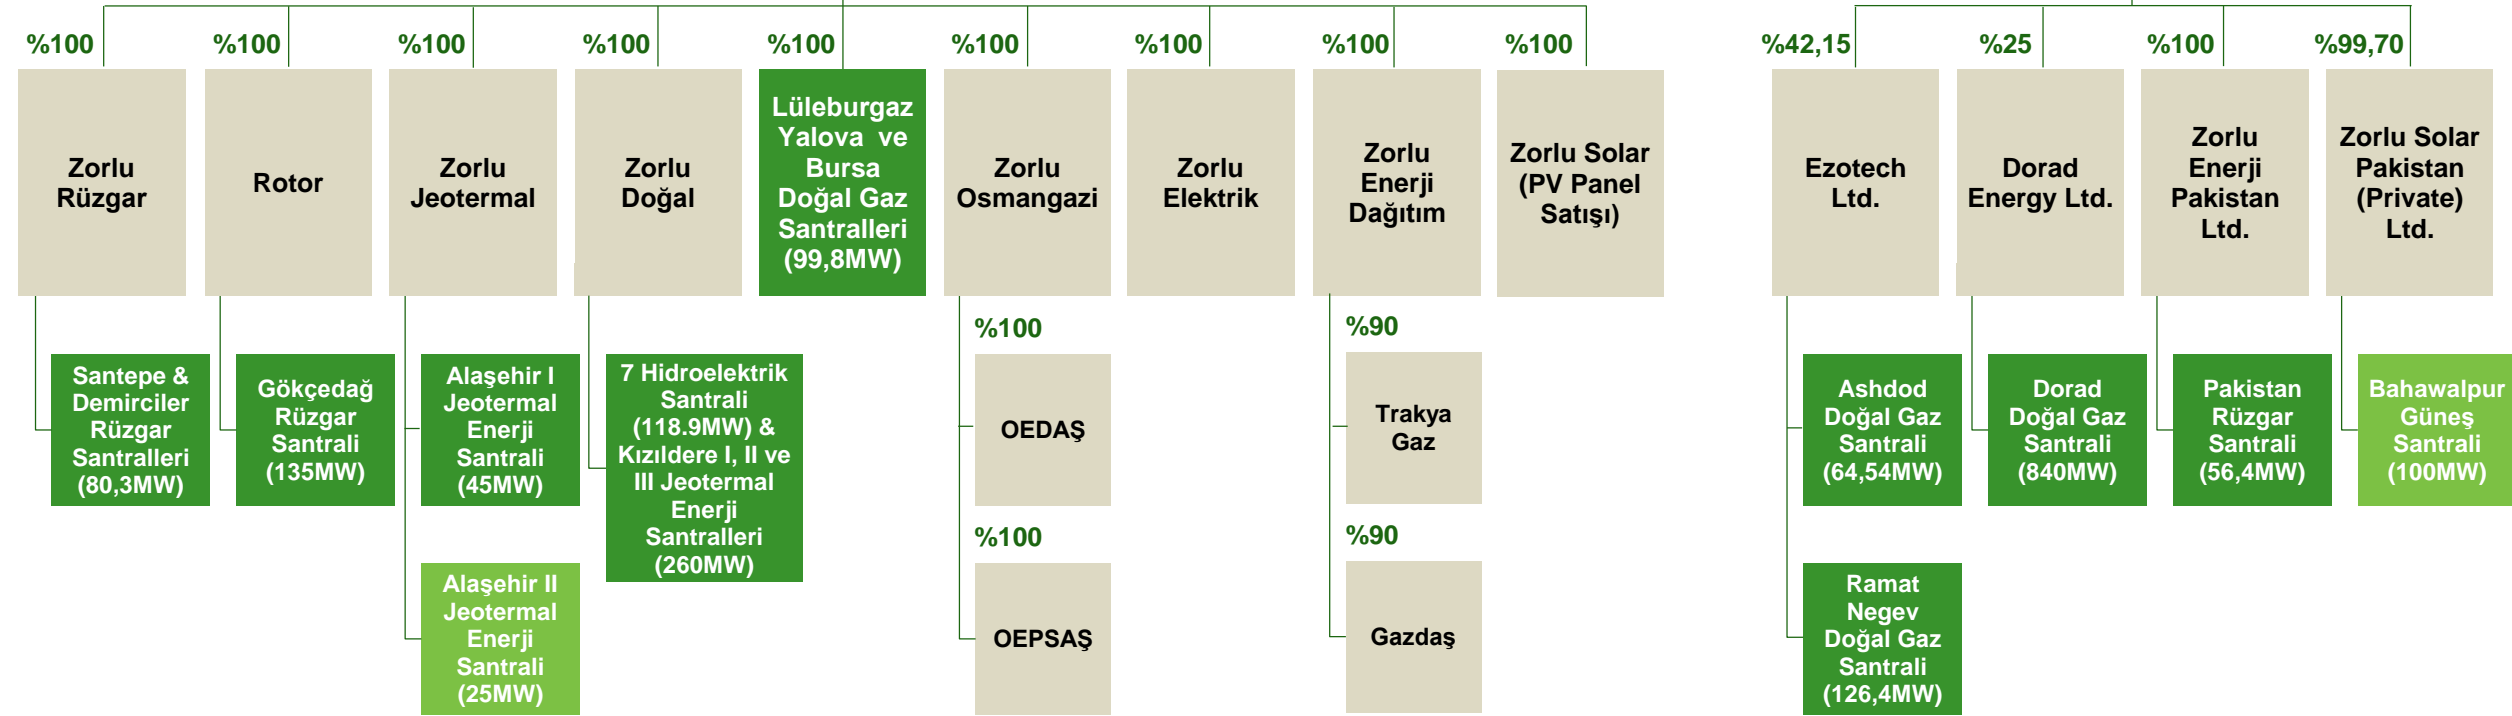 %100
%100
%100
%100
%100
%100
%100
%100
%100
%42,15
%25
%100
%99,70
Zorlu
Rüzgar
Rotor
Zorlu
Jeotermal
Zorlu
Doğal
Lüleburgaz
Yalova ve
Bursa
Doğal Gaz
Santralleri
(99,8MW)
Zorlu
Osmangazi
Zorlu
Elektrik
Zorlu
Enerji
Dağıtım
Zorlu Solar
(PV Panel
Satışı)
Ezotech
Ltd.
Dorad
Energy Ltd.
Zorlu
Enerji
Pakistan
Ltd.
Zorlu Solar
Pakistan
(Private)
Ltd.
Santepe &
Demirciler
Rüzgar
Santralleri
(80,3MW)
Gökçedağ
Rüzgar
Santrali
(135MW)
Alaşehir I
Jeotermal
Enerji
Santrali
(45MW)
7 Hidroelektrik
Santrali
(118.9MW) &
Kızıldere I, II ve
III Jeotermal
Enerji
Santralleri
(260MW)
%100
OEDAŞ
%90
Trakya
Gaz
Ashdod
Doğal Gaz
Santrali
(64,54MW)
Dorad
Doğal Gaz
Santrali
(840MW)
Pakistan
Rüzgar
Santrali
(56,4MW)
Bahawalpur
Güneş
Santrali
(100MW)
Alaşehir II
Jeotermal
Enerji
Santrali
(25MW)
%100
OEPSAŞ
%90
Gazdaş
Ramat
Negev
Doğal Gaz
Santrali
(126,4MW)